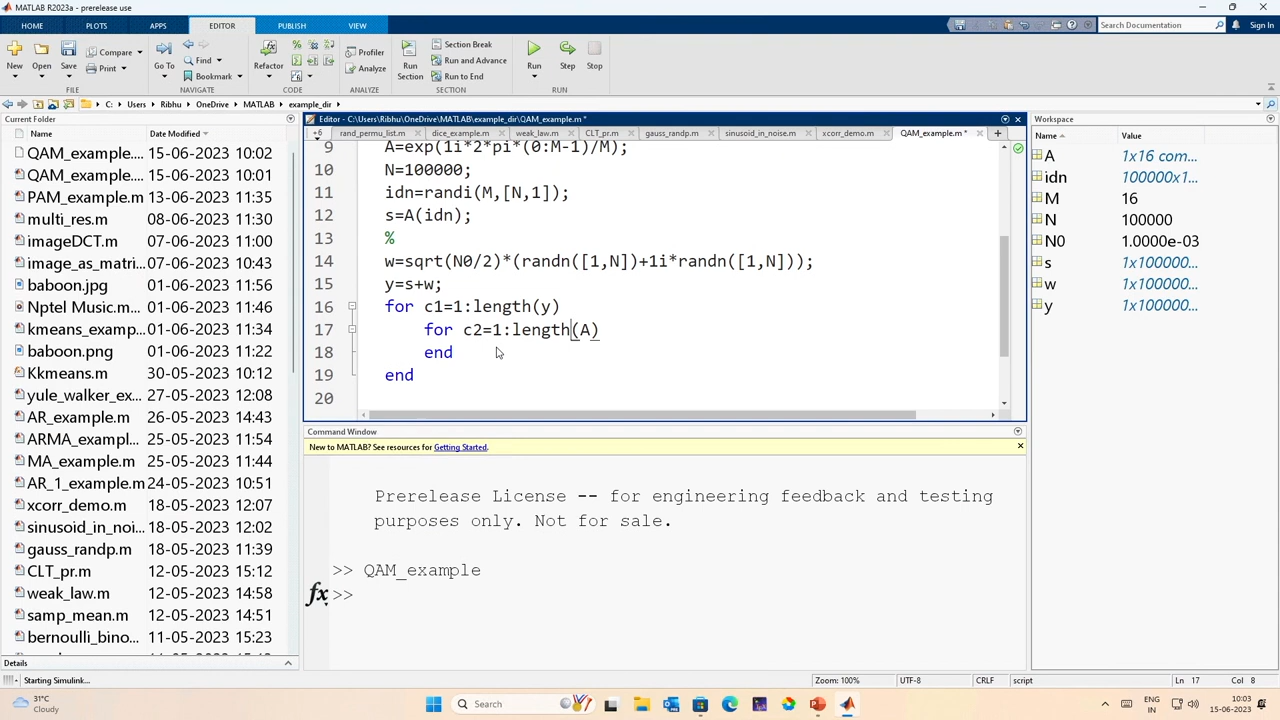 MATLAB R2023a - prerelease use
HOME PLOTS APPS EDITOR PUBLISH VIEW
Search Documentation
Sign In
New Open Save Compare Print Go To Find Bookmark Refactor Profiler Analyze Run Section Section Break Run and Advance Run to End Run Step Stop
FILE NAVIGATE CODE ANALYZE SECTION RUN
C: Users Ribhu OneDrive MATLAB example_dir
Current Folder
Name Date Modified
QAM_example.... 15-06-2023 10:02
QAM_example.... 15-06-2023 10:01
PAM_example.m 13-06-2023 11:35
multi_res.m 08-06-2023 11:30
imageDCT.m 07-06-2023 11:00
image_as_matri... 07-06-2023 10:43
baboon.jpg 07-06-2023 11:00
Nptel Music.m... 07-06-2023 11:46
kmeans_examp... 07-06-2023 11:29
baboon.png 07-06-2023 11:22
Kkmeans.m 07-06-2023 11:22
yule_walker_ex... 27-05-2023 12:08
AR_example.m 26-05-2023 14:43
ARMA_exampl... 25-05-2023 11:54
MA_example.m 25-05-2023 11:44
AR_1_example.m 24-05-2023 10:51
xcorr_demo.m 18-05-2023 12:07
sinusoid_in_noi... 18-05-2023 12:02
gauss_randp.m 18-05-2023 11:39
CLT_pr.m 12-05-2023 15:12
weak_law.m 12-05-2023 14:58
samp_mean.m 12-05-2023 14:51
bernoulli_bino... 11-05-2023 15:23
Details
Editor - C:\Users\Ribhu\OneDrive\MATLAB\example_dir\QAM_example.m *
+6 rand_permu_list.m dice_example.m weak_law.m CLT_pr.m gauss_randp.m sinusoid_in_noise.m xcorr_demo.m QAM_example.m *
9 A=exp(1i*2*pi*(0:M-1)/M);
10 N=100000;
11 idn=randi(M,[N,1]);
12 s=A(idn);
13 %
14 w=sqrt(N0/2)*(randn([1,N])+1i*randn([1,N]));
15 y=s+w;
16 for c1=1:length(y)
17 for c2=1:length(A)
18 end
19 end
20
Command Window
New to MATLAB? See resources for Getting Started.
Prerelease License -- for engineering feedback and testing
purposes only. Not for sale.
>> QAM_example
fx >>
Workspace
Name Value
A 1x16 com...
idn 100000x1...
M 16
N 100000
N0 1.0000e-03
s 1x100000...
w 1x100000...
y 1x100000...
Starting Simulink...
Zoom: 100% UTF-8 CRLF script Ln 17 Col 8
31°C
Cloudy
Search
ENG
IN
10:03
15-06-2023